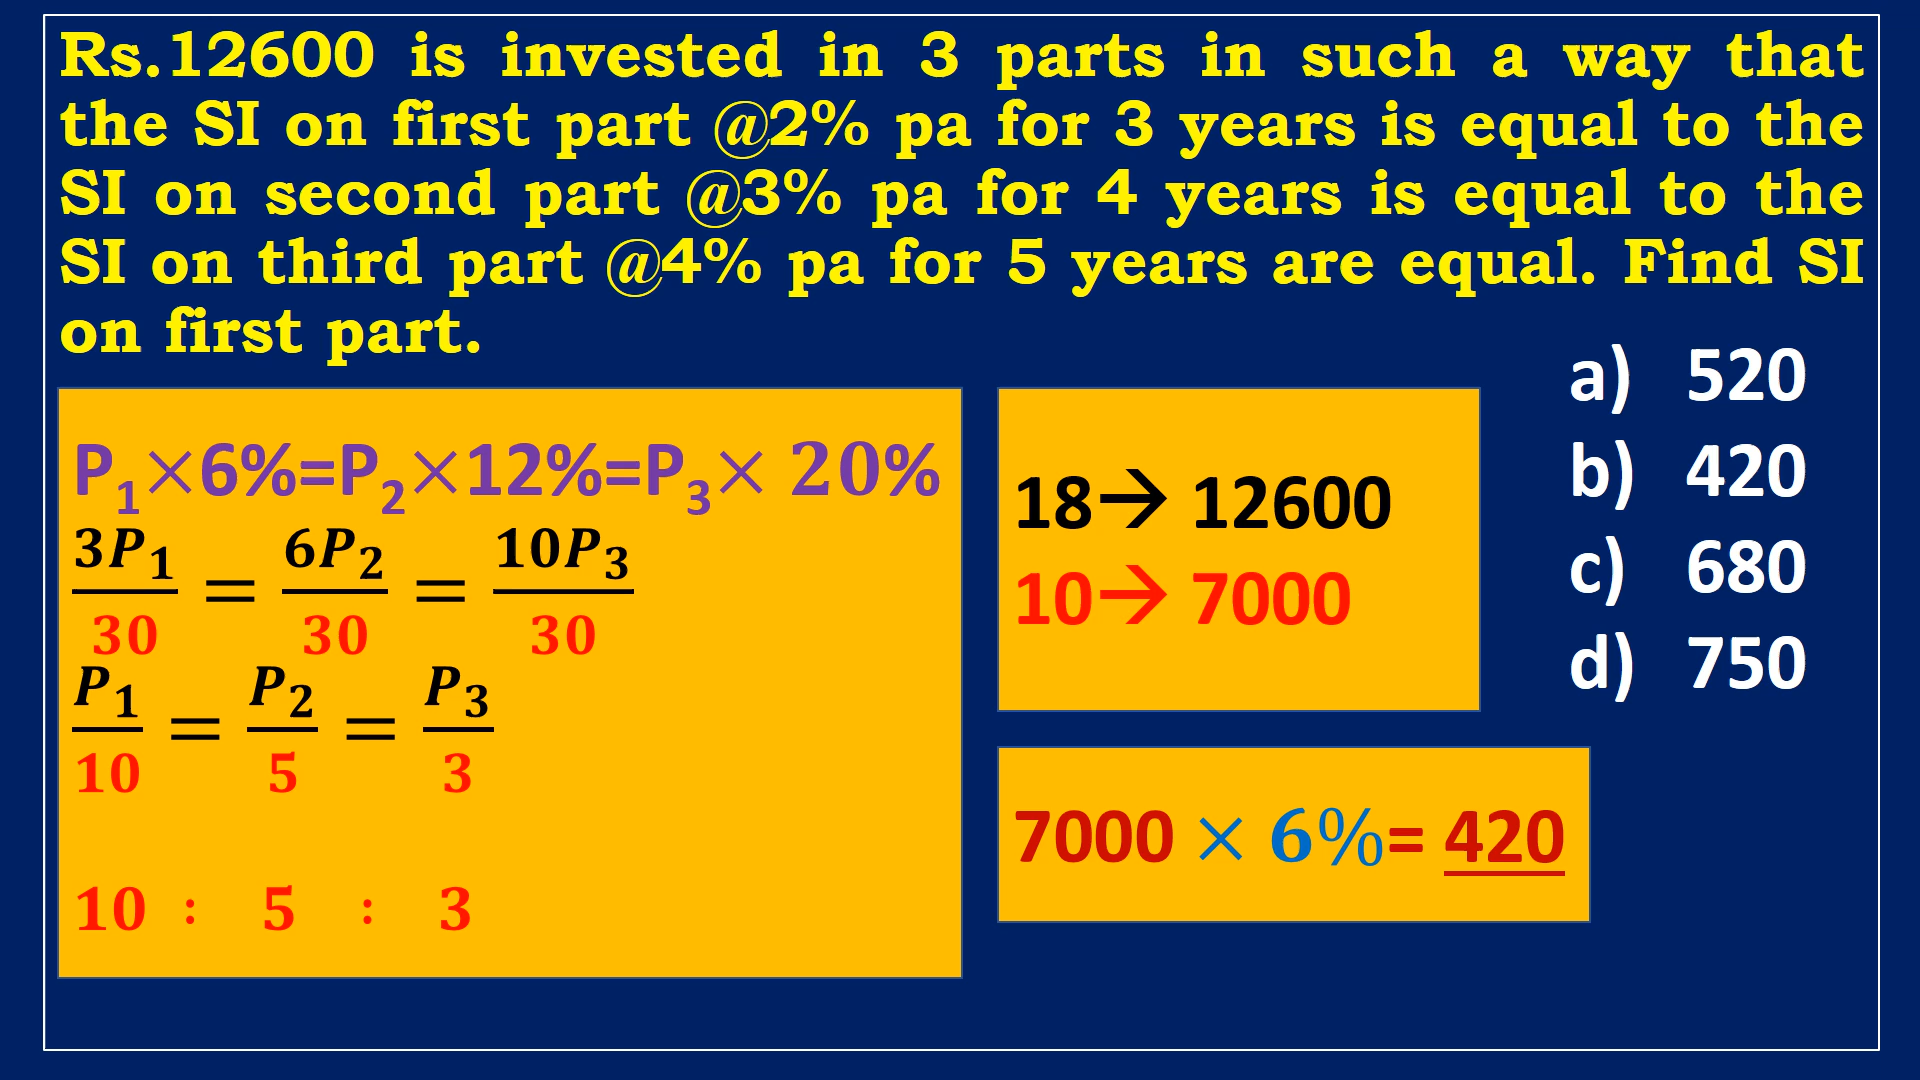 Rs.12600 is invested in 3 parts in such a way that
the SI on first part @2% pa for 3 years is equal to the
SI on second part @3% pa for 4 years is equal to the
SI on third part @4% pa for 5 years are equal. Find SI
on first part.
a) 520
b) 420
c) 680
d) 750
P₁×6%=P₂×12%=P₃× 20%
3P₁/30 = 6P₂/30 = 10P₃/30
P₁/10 = P₂/5 = P₃/3
10 : 5 : 3
18→ 12600
10→ 7000
7000 × 6%= 420